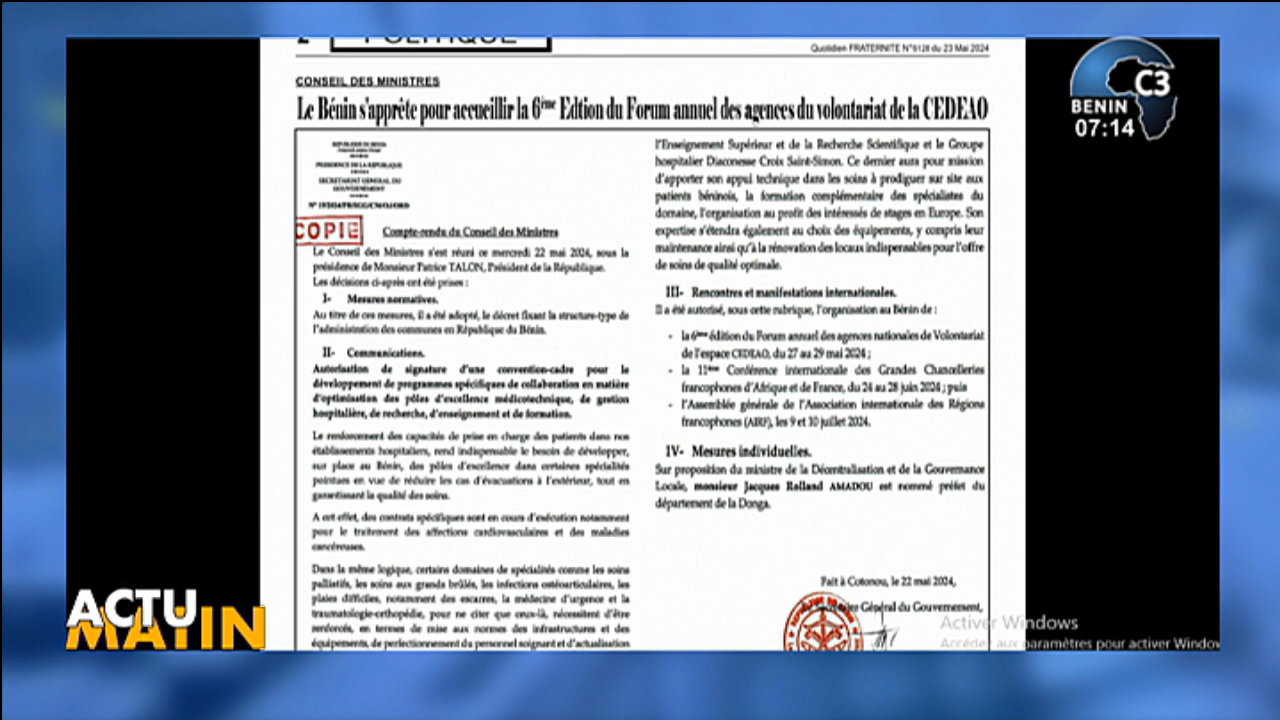 POLITIQUE
Quotidien FRATERNITE N°6128 du 23 Mai 2024
C3
BENIN
07:14
CONSEIL DES MINISTRES
Le Bénin s'apprête pour accueillir la 6ème Edtion du Forum annuel des agences du volontariat de la CEDEAO
REPUBLIQUE DU BENIN
PRESIDENCE DE LA REPUBLIQUE
SECRETARIAT GENERAL DU
GOUVERNEMENT
COPIE
Compte-rendu du Conseil des Ministres
Le Conseil des Ministres s'est réuni ce mercredi 22 mai 2024, sous la
présidence de Monsieur Patrice TALON, Président de la République.
Les décisions ci-après ont été prises :
I- Mesures normatives.
Au titre de ces mesures, il a été adopté, le décret fixant la structure-type de
l'administration des communes en République du Bénin.
II- Communications.
Autorisation de signature d'une convention-cadre pour le
développement de programmes spécifiques de collaboration en matière
d'optimisation des pôles d'excellence médicotechnique, de gestion
hospitalière, de recherche, d'enseignement et de formation.
Le renforcement des capacités de prise en charge des patients dans nos
établissements hospitaliers, rend indispensable le besoin de développer,
sur place au Bénin, des pôles d'excellence dans certaines spécialités
pointues en vue de réduire les cas d'évacuations à l'extérieur, tout en
garantissant la qualité des soins.
A cet effet, des contrats spécifiques sont en cours d'exécution notamment
pour le traitement des affections cardiovasculaires et des maladies
cancéreuses.
Dans la même logique, certains domaines de spécialités comme les soins
palliatifs, les soins aux grands brûlés, les infections ostéoarticulaires, les
plaies difficiles, notamment des escarres, la médecine d'urgence et la
traumatologie-orthopédie, pour ne citer que ceux-là, nécessitent d'être
renforcés, en termes de mise aux normes des infrastructures et des
équipements, de perfectionnement du personnel soignant et d'actualisation
l'Enseignement Supérieur et de la Recherche Scientifique et le Groupe
hospitalier Diaconesse Croix Saint-Simon. Ce dernier aura pour mission
d'apporter son appui technique dans les soins à prodiguer sur site aux
patients béninois, la formation complémentaire des spécialistes du
domaine, l'organisation au profit des intéressés de stages en Europe. Son
expertise s'étendra également au choix des équipements, y compris leur
maintenance ainsi qu'à la rénovation des locaux indispensables pour l'offre
de soins de qualité optimale.
III- Rencontres et manifestations internationales.
Il a été autorisé, sous cette rubrique, l'organisation au Bénin de :
- la 6ème édition du Forum annuel des agences nationales de Volontariat
de l'espace CEDEAO, du 27 au 29 mai 2024 ;
- la 11ème Conférence internationale des Grandes Chancelleries
francophones d'Afrique et de France, du 24 au 28 juin 2024 ; puis
- l'Assemblée générale de l'Association internationale des Régions
francophones (AIRF), les 9 et 10 juillet 2024.
IV- Mesures individuelles.
Sur proposition du ministre de la Décentralisation et de la Gouvernance
Locale, monsieur Jacques Rolland AMADOU est nommé préfet du
département de la Donga.
Fait à Cotonou, le 22 mai 2024,
Général du Gouvernement,
Activer Windows
Accédez aux paramètres pour activer Window
ACTU
MATIN